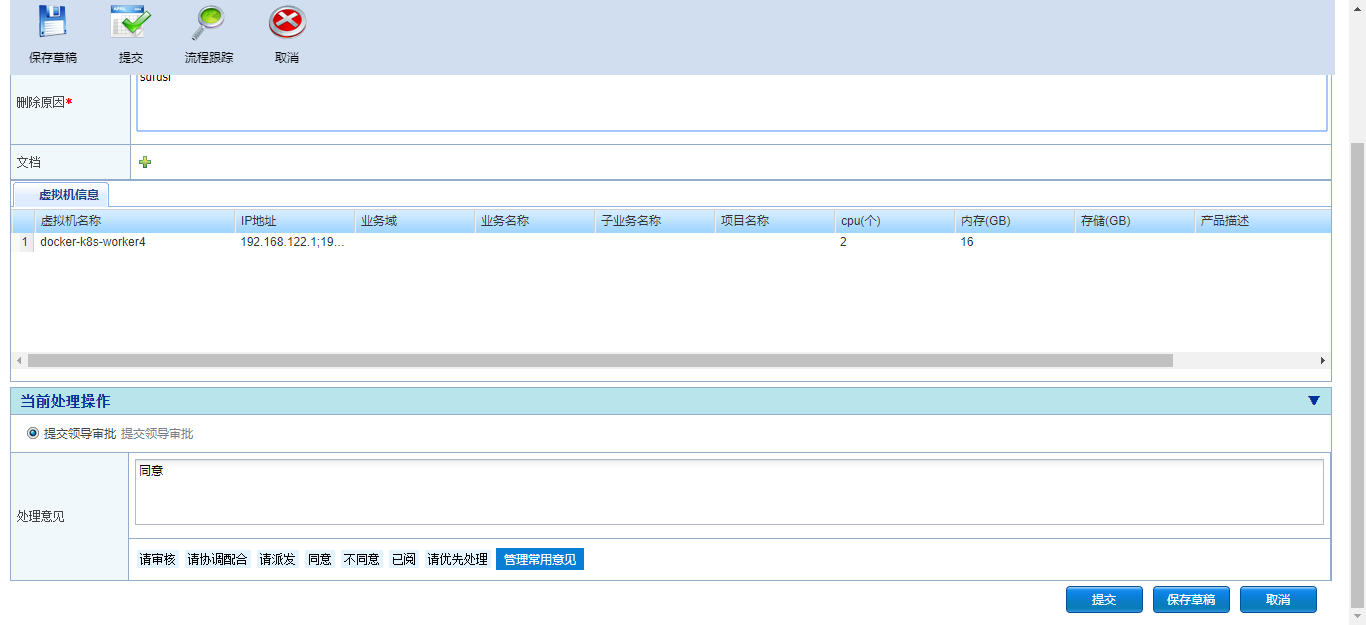 保存草稿 提交 流程跟踪 取消
删除原因*
文档
虚拟机信息
虚拟机名称 IP地址 业务域 业务名称 子业务名称 项目名称 cpu(个) 内存(GB) 存储(GB) 产品描述
1 docker-k8s-worker4 192.168.122.1;19... 2 16
当前处理操作
提交领导审批 提交领导审批
同意
处理意见
请审核 请协调配合 请派发 同意 不同意 已阅 请优先处理 管理常用意见
提交 保存草稿 取消